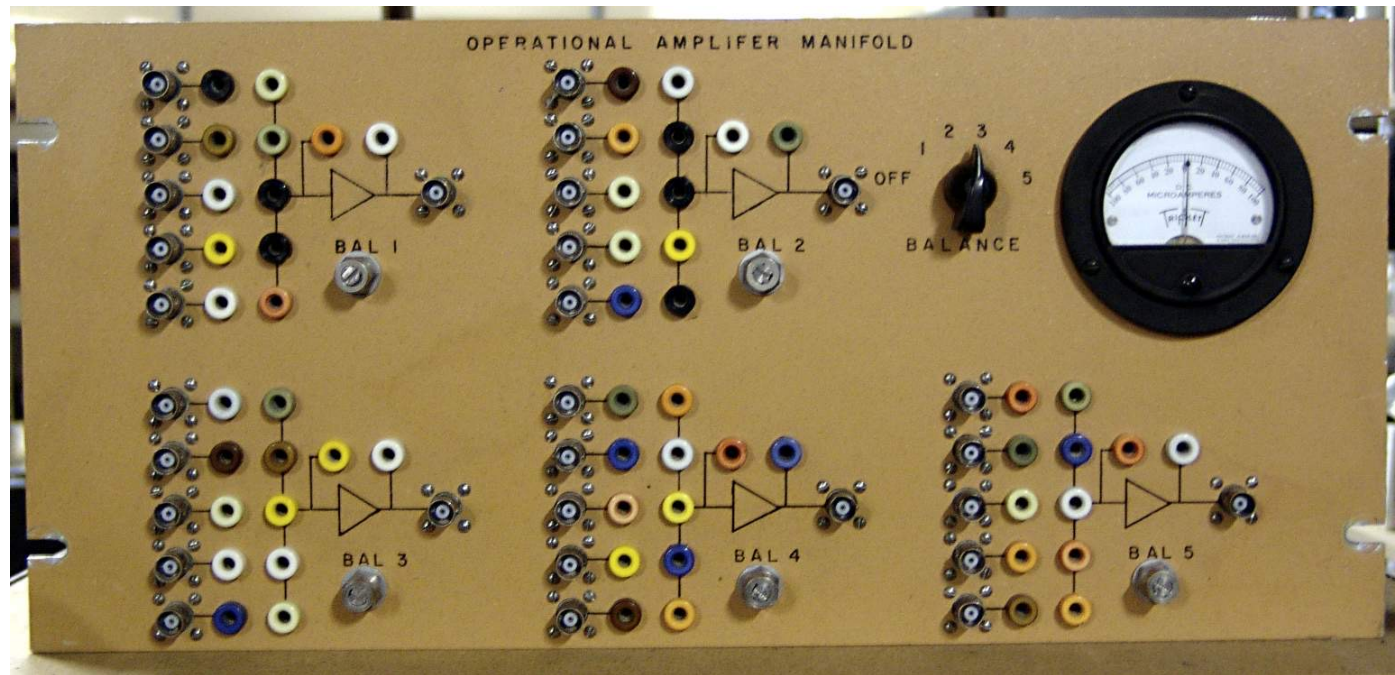 OPERATIONAL AMPLIFER MANIFOLD
OFF 1 2 3 4 5
BALANCE
MICROAMPERES
BAL 1
BAL 2
BAL 3
BAL 4
BAL 5